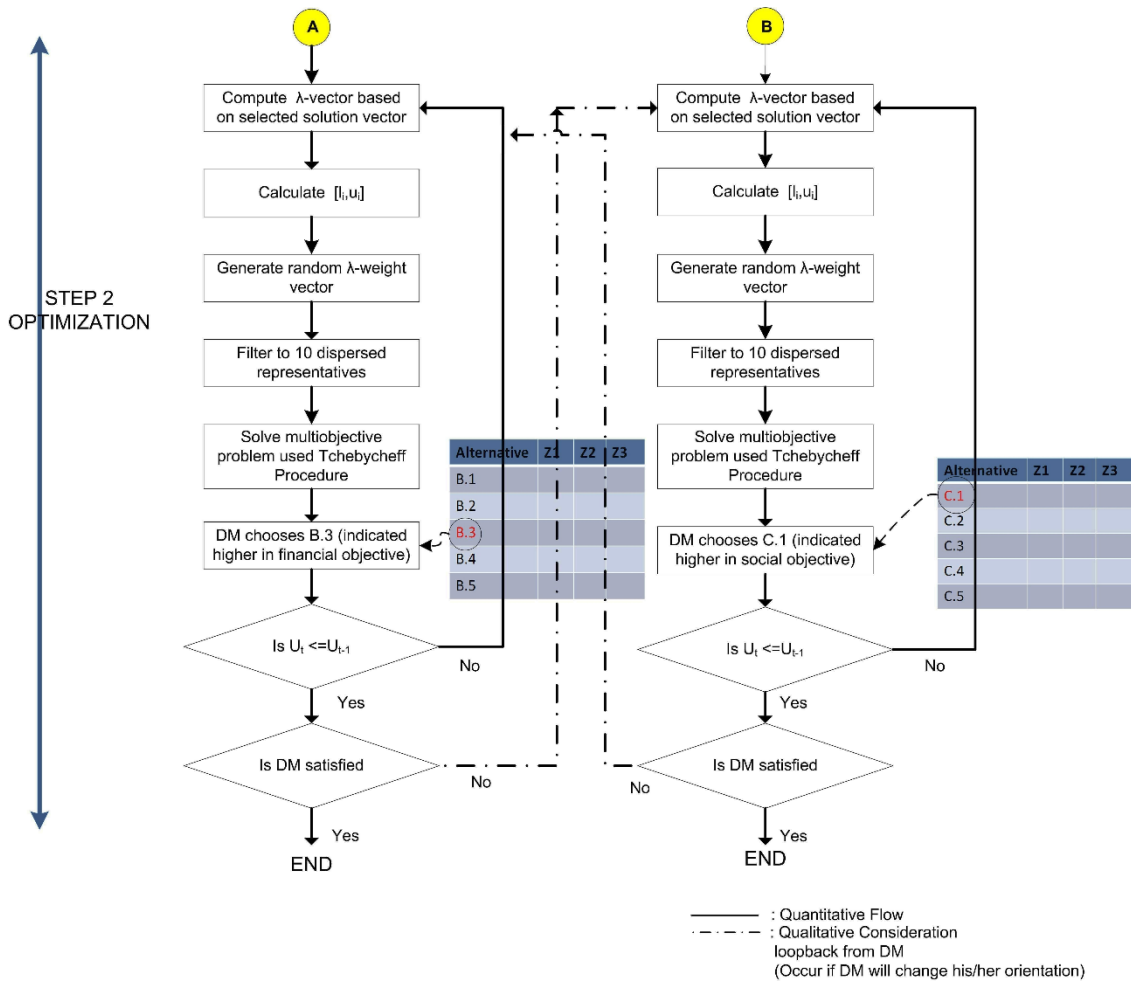 A
Compute λ-vector based
on selected solution vector
Calculate [lᵢ,uᵢ]
Generate random λ-weight
vector
Filter to 10 dispersed
representatives
Solve multiobjective
problem used Tchebycheff
Procedure
DM chooses B.3 (indicated
higher in financial objective)
Is Uₜ <=Uₜ₋₁
No
Yes
Is DM satisfied
No
Yes
END
STEP 2
OPTIMIZATION
Alternative Z1 Z2 Z3
B.1
B.2
B.3
B.4
B.5
B
Compute λ-vector based
on selected solution vector
Calculate [lᵢ,uᵢ]
Generate random λ-weight
vector
Filter to 10 dispersed
representatives
Solve multiobjective
problem used Tchebycheff
Procedure
DM chooses C.1 (indicated
higher in social objective)
Is Uₜ <=Uₜ₋₁
No
Yes
Is DM satisfied
No
Yes
END
Alternative Z1 Z2 Z3
C.1
C.2
C.3
C.4
C.5
: Quantitative Flow
: Qualitative Consideration
loopback from DM
(Occur if DM will change his/her orientation)